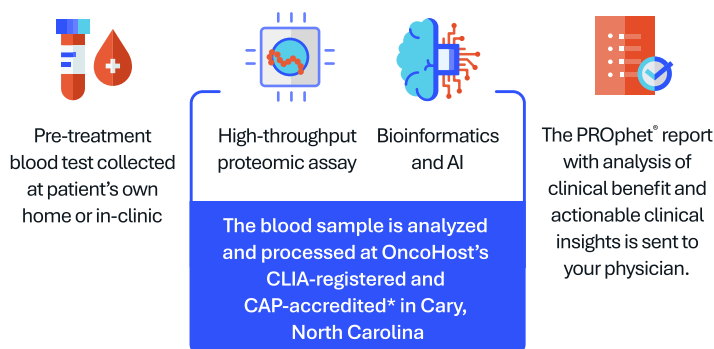 Pre-treatment
blood test collected
at patient's own
home or in-clinic
High-throughput
proteomic assay
Bioinformatics
and AI
The blood sample is analyzed
and processed at OncoHost's
CLIA-registered and
CAP-accredited* in Cary,
North Carolina
The PROphet® report
with analysis of
clinical benefit and
actionable clinical
insights is sent to
your physician.